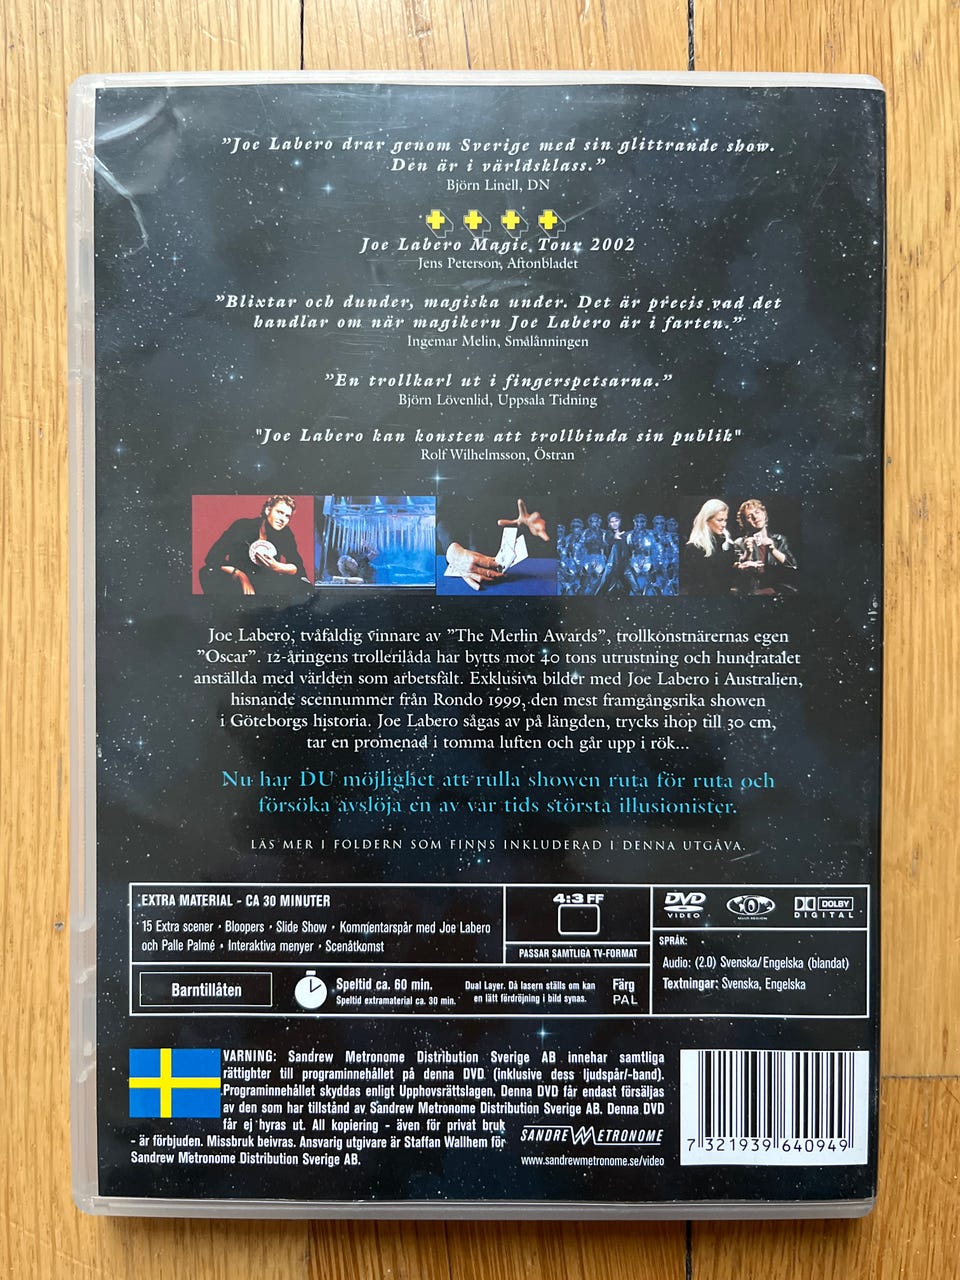 ”Joe Labero drar genom Sverige med sin glittrande show.
Den är i världsklass.”
Björn Linell, DN
Joe Labero Magic Tour 2002
Jens Peterson, Aftonbladet
”Blixtar och dunder, magiska under. Det är precis vad det
handlar om när magikern Joe Labero är i farten.”
Ingemar Melin, Smålänningen
”En trollkarl ut i fingerspetsarna.”
Björn Lövenlid, Uppsala Tidning
"Joe Labero kan konsten att trollbinda sin publik"
Rolf Wilhelmsson, Östran
Joe Labero, tvåfaldig vinnare av ”The Merlin Awards”, trollkonstnärernas egen
”Oscar”. 12-åringens trollerilåda har bytts mot 40 tons utrustning och hundratalet
anställda med världen som arbetsfält. Exklusiva bilder med Joe Labero i Australien,
hisnande scennummer från Rondo 1999, den mest framgångsrika showen
i Göteborgs historia. Joe Labero sågas av på längden, trycks ihop till 30 cm,
tar en promenad i tomma luften och går upp i rök...
Nu har DU möjlighet att rulla showen ruta för ruta och
försöka avslöja en av vår tids största illusionister.
LÄS MER I FOLDERN SOM FINNS INKLUDERAD I DENNA UTGÅVA.
EXTRA MATERIAL - CA 30 MINUTER
15 Extra scener • Bloopers • Slide Show • Kommentarspår med Joe Labero
och Palle Palmé • Interaktiva menyer • Scenåtkomst
4:3 FF
PASSAR SAMTLIGA TV-FORMAT
DVD
VIDEO
MULTI REGION
DOLBY
DIGITAL
SPRÅK:
Audio: (2.0) Svenska/Engelska (blandat)
Textningar: Svenska, Engelska
Barntillåten
Speltid ca. 60 min.
Speltid extramaterial ca. 30 min.
Dual Layer. Då lasern ställs om kan
en lätt fördröjning i bild synas.
Färg
PAL
VARNING: Sandrew Metronome Distribution Sverige AB innehar samtliga
rättighter till programinnehållet på denna DVD (inklusive dess ljudspår/-band).
Programinnehållet skyddas enligt Upphovsrättslagen. Denna DVD får endast försäljas
av den som har tillstånd av Sandrew Metronome Distribution Sverige AB. Denna DVD
får ej hyras ut. All kopiering - även för privat bruk
- är förbjuden. Missbruk beivras. Ansvarig utgivare är Staffan Wallhem för
Sandrew Metronome Distribution Sverige AB.
SANDREW METRONOME
www.sandrewmetronome.se/video
7 321939 640949